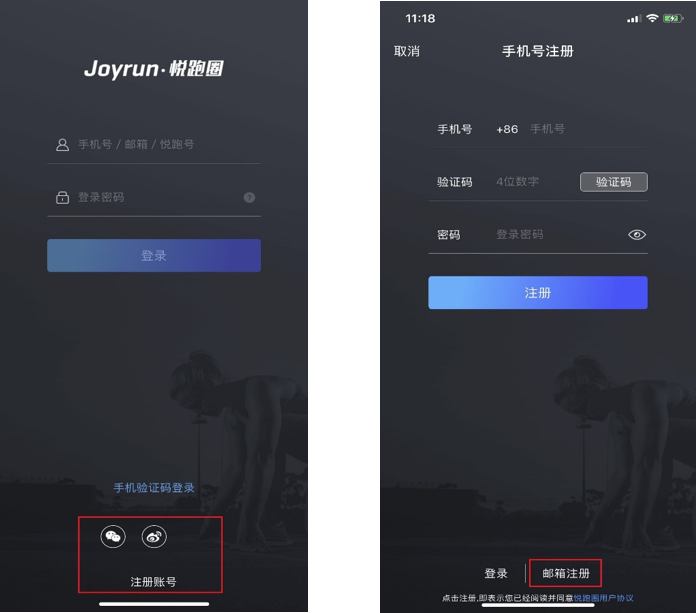 Joyrun·悦跑圈
手机号 / 邮箱 / 悦跑号
登录密码
?
登录
手机验证码登录
注册账号
11:18
取消 手机号注册
手机号 +86 手机号
验证码 4位数字 验证码
密码 登录密码
注册
登录 | 邮箱注册
点击注册,即表示您已经阅读并同意悦跑圈用户协议